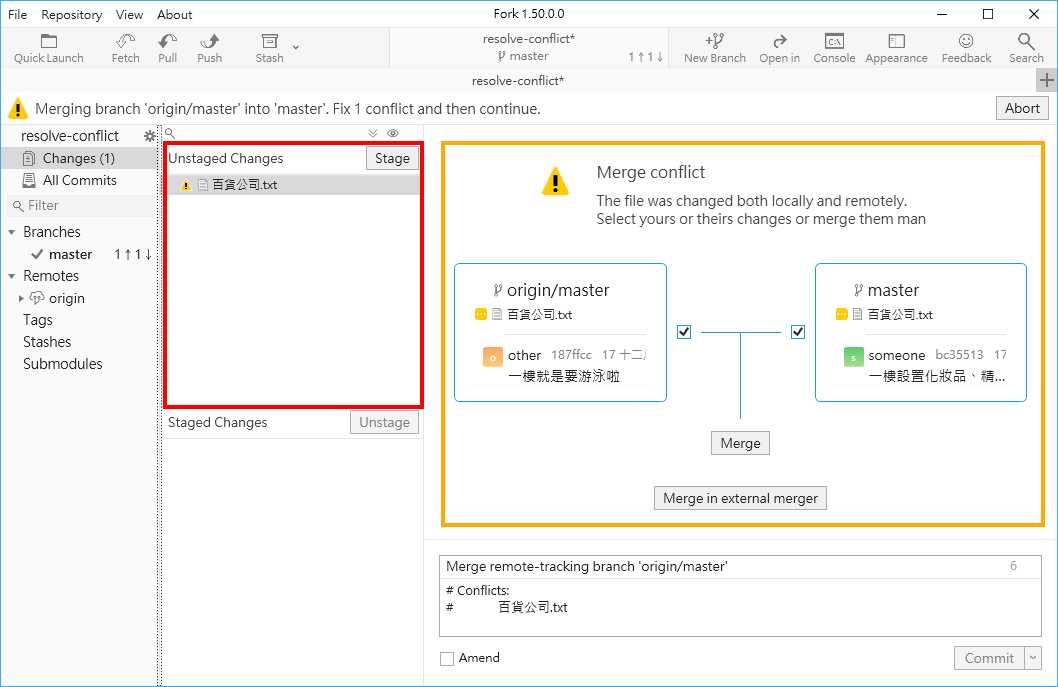 File Repository View About Fork 1.50.0.0
Quick Launch Fetch Pull Push Stash resolve-conflict* master 1↑1↓ New Branch Open in Console Appearance Feedback Search
resolve-conflict*
Merging branch 'origin/master' into 'master'. Fix 1 conflict and then continue. Abort
resolve-conflict
Changes (1)
All Commits
Filter
Branches
master 1↑1↓
Remotes
origin
Tags
Stashes
Submodules
Unstaged Changes Stage
百貨公司.txt
Staged Changes Unstage
Merge conflict
The file was changed both locally and remotely.
Select yours or theirs changes or merge them man
origin/master
百貨公司.txt
other 187ffcc 17 十二
一樓就是要游泳啦
master
百貨公司.txt
someone bc35513 17
一樓設置化妝品、精...
Merge
Merge in external merger
Merge remote-tracking branch 'origin/master' 6
# Conflicts:
# 百貨公司.txt
Amend Commit